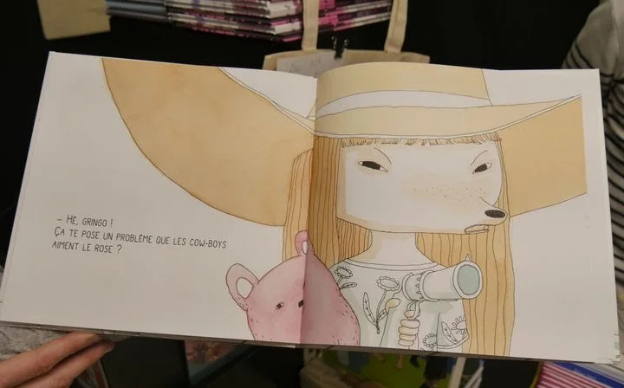 – HÉ, GRINGO !
ÇA TE POSE UN PROBLÈME QUE LES COW-BOYS
AIMENT LE ROSE ?